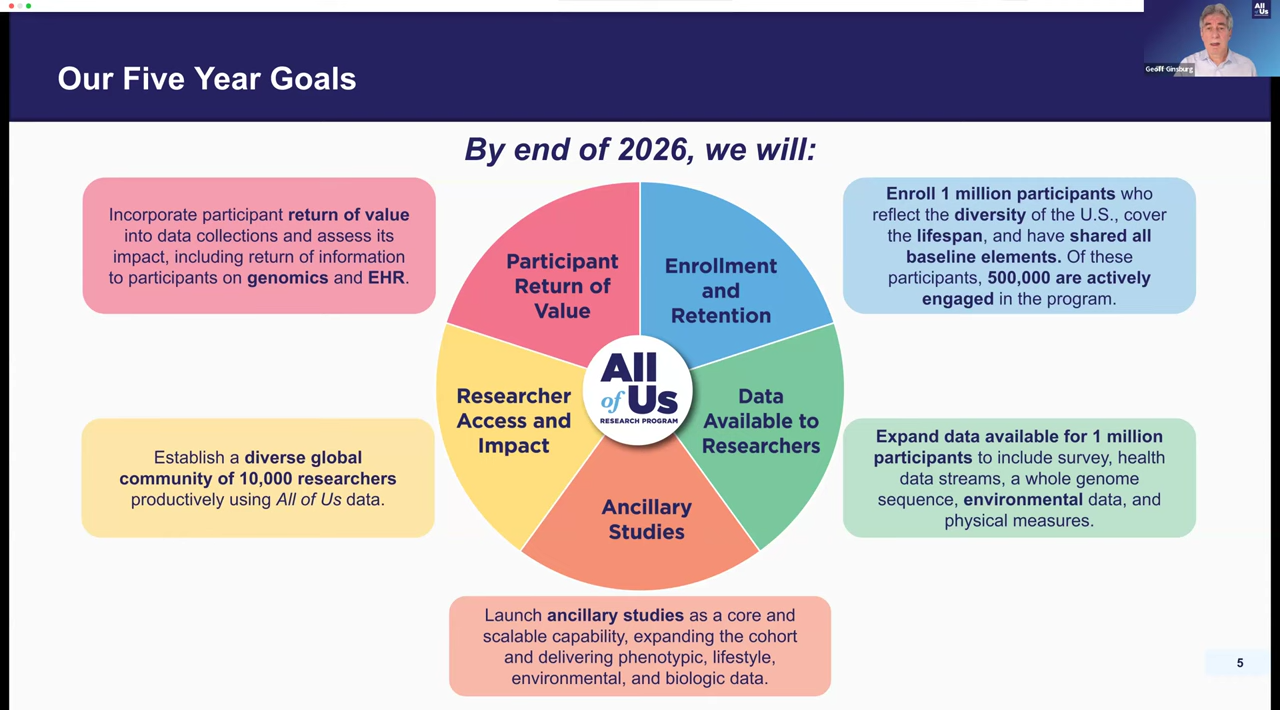 All
of Us
Geoff Ginsburg
Our Five Year Goals
By end of 2026, we will:
Incorporate participant return of value
into data collections and assess its
impact, including return of information
to participants on genomics and EHR.
Participant
Return of
Value
Enrollment
and
Retention
Enroll 1 million participants who
reflect the diversity of the U.S., cover
the lifespan, and have shared all
baseline elements. Of these
participants, 500,000 are actively
engaged in the program.
Researcher
Access and
Impact
All
of Us
RESEARCH PROGRAM
Data
Available to
Researchers
Establish a diverse global
community of 10,000 researchers
productively using All of Us data.
Expand data available for 1 million
participants to include survey, health
data streams, a whole genome
sequence, environmental data, and
physical measures.
Ancillary
Studies
Launch ancillary studies as a core and
scalable capability, expanding the cohort
and delivering phenotypic, lifestyle,
environmental, and biologic data.
5